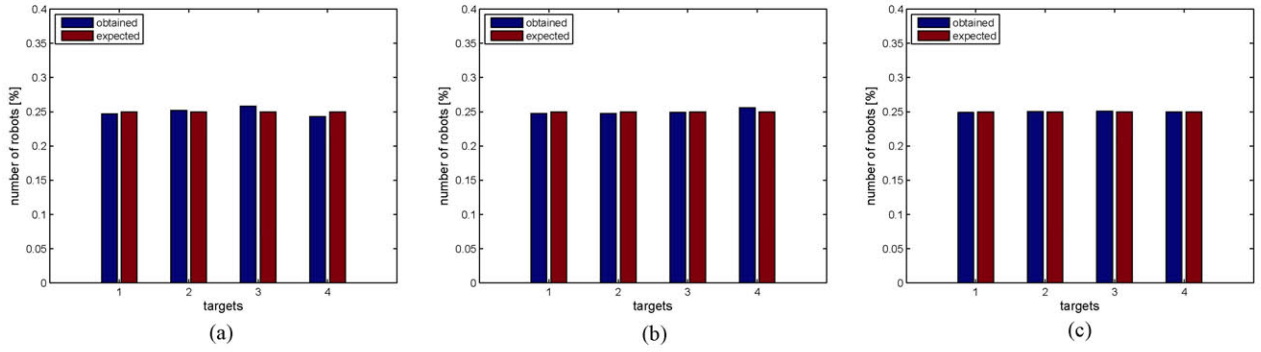 0.4
obtained
expected
0.35
0.3
0.25
0.2
0.15
0.1
0.05
0
number of robots [%]
1 2 3 4
targets
(a)
0.4
obtained
expected
0.35
0.3
0.25
0.2
0.15
0.1
0.05
0
number of robots [%]
1 2 3 4
targets
(b)
0.4
obtained
expected
0.35
0.3
0.25
0.2
0.15
0.1
0.05
0
number of robots [%]
1 2 3 4
targets
(c)